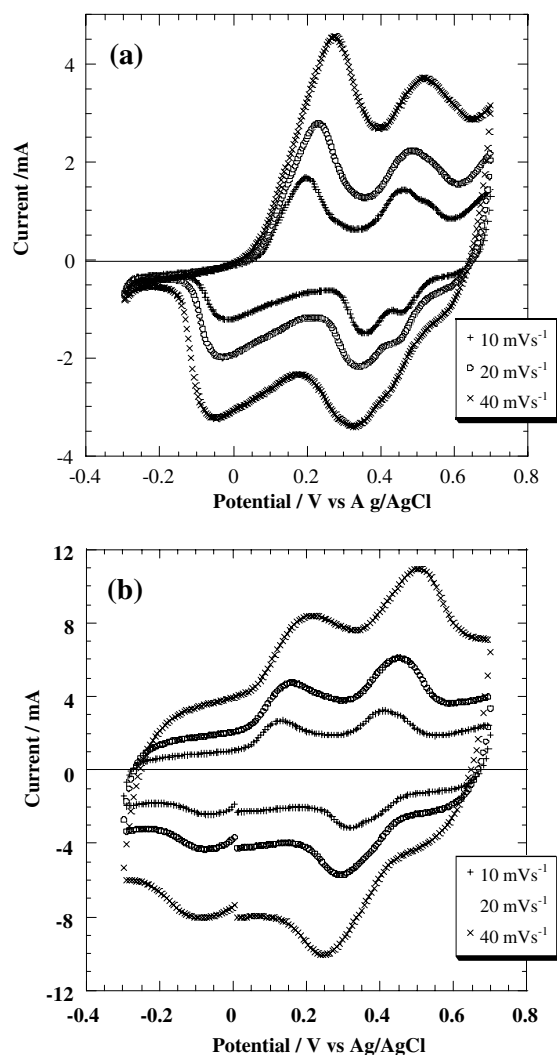 (a)
4
2
0
-2
-4
Current /mA
-0.4
-0.2
0
0.2
0.4
0.6
0.8
Potential / V vs A g/AgCl
+ 10 mVs-1
o 20 mVs-1
× 40 mVs-1
(b)
12
8
4
0
-4
-8
-12
Current / mA
-0.4
-0.2
0
0.2
0.4
0.6
0.8
Potential / V vs Ag/AgCl
+ 10 mVs-1
20 mVs-1
× 40 mVs-1